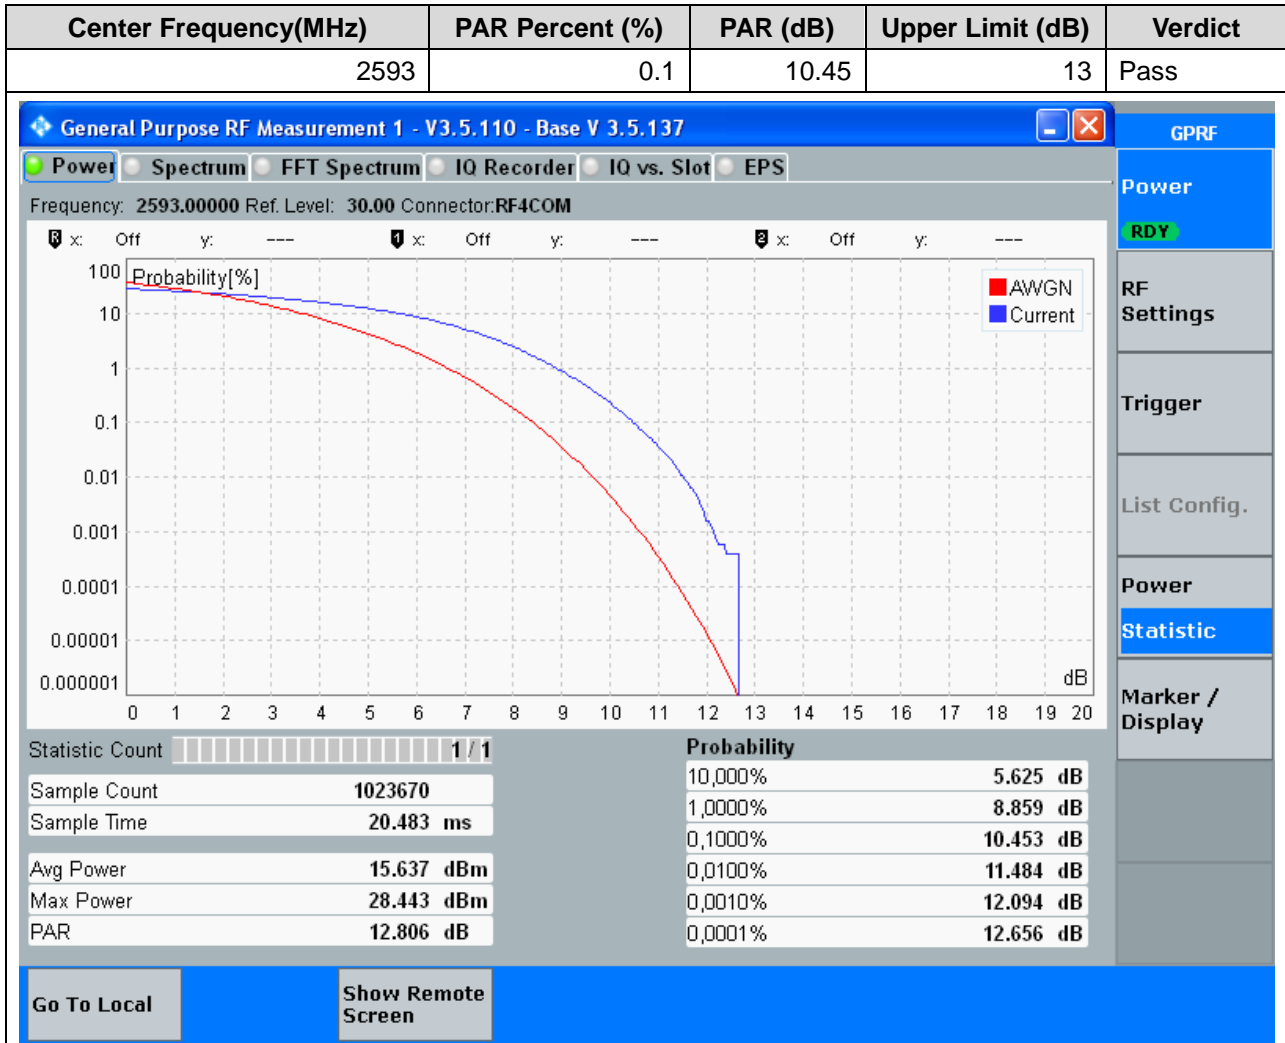 Center Frequency(MHz) PAR Percent (%) PAR (dB) Upper Limit (dB) Verdict
2593 0.1 10.45 13 Pass
General Purpose RF Measurement 1 - V3.5.110 - Base V 3.5.137
GPRF
Power Spectrum FFT Spectrum IQ Recorder IQ vs. Slot EPS
Power
RDY
Frequency: 2593.00000 Ref. Level: 30.00 Connector:RF4COM
R x: Off y: --- 1 x: Off y: --- 2 x: Off y: ---
Probability[%]
AWGN
Current
100
10
1
0.1
0.01
0.001
0.0001
0.00001
0.000001
dB
0 1 2 3 4 5 6 7 8 9 10 11 12 13 14 15 16 17 18 19 20
RF
Settings
Trigger
List Config.
Power
Statistic
Marker /
Display
Statistic Count 1 / 1
Sample Count 1023670
Sample Time 20.483 ms
Avg Power 15.637 dBm
Max Power 28.443 dBm
PAR 12.806 dB
Probability
10,000% 5.625 dB
1,0000% 8.859 dB
0,1000% 10.453 dB
0,0100% 11.484 dB
0,0010% 12.094 dB
0,0001% 12.656 dB
Go To Local
Show Remote
Screen